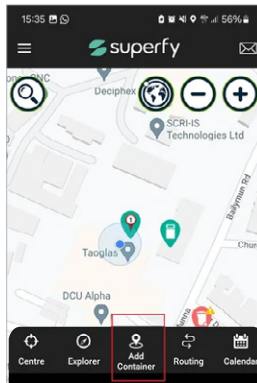 15:35
56%
superfy
CNC
Deciphex
SCRI-IS
Technologies Ltd
Ballymun Rd
1
Taoglas
Chur
DCU Alpha
Centre
Explorer
Add
Container
Routing
Calendar